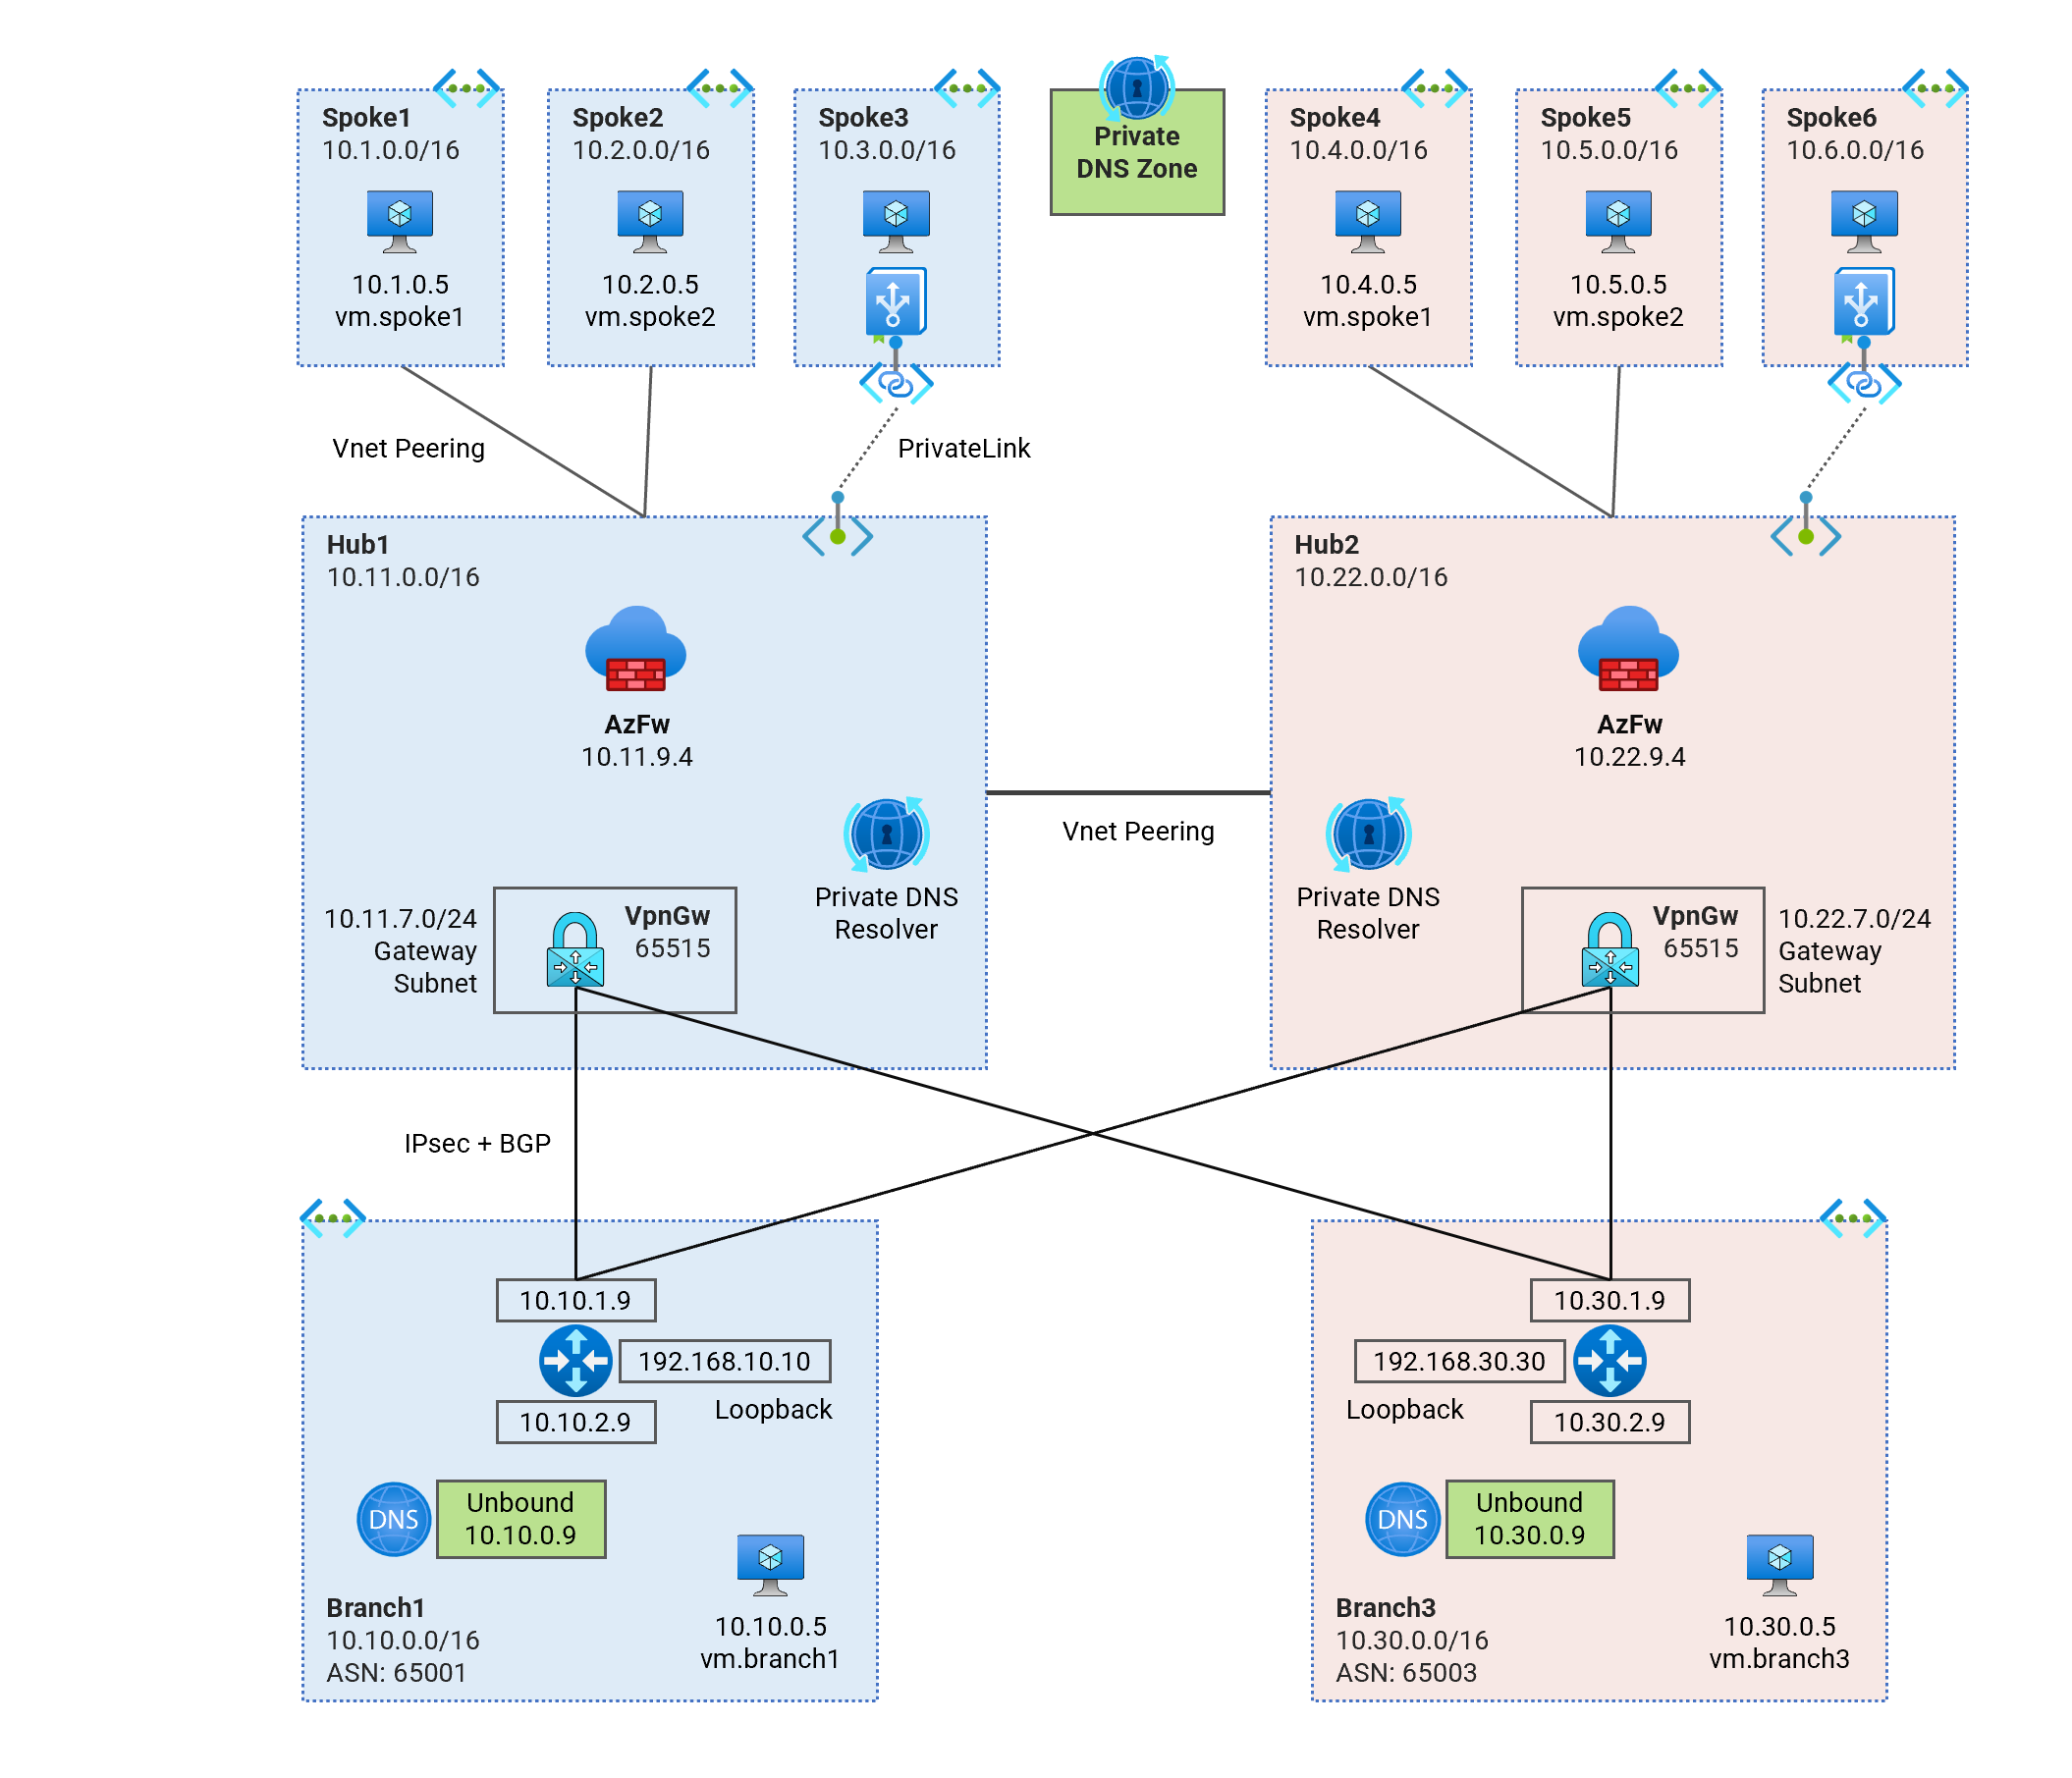 Spoke1
10.1.0.0/16
10.1.0.5
vm.spoke1
Spoke2
10.2.0.0/16
10.2.0.5
vm.spoke2
Spoke3
10.3.0.0/16
Private
DNS Zone
Spoke4
10.4.0.0/16
10.4.0.5
vm.spoke1
Spoke5
10.5.0.0/16
10.5.0.5
vm.spoke2
Spoke6
10.6.0.0/16
Vnet Peering
PrivateLink
Hub1
10.11.0.0/16
AzFw
10.11.9.4
Private DNS
Resolver
10.11.7.0/24
Gateway
Subnet
VpnGw
65515
Vnet Peering
Hub2
10.22.0.0/16
AzFw
10.22.9.4
Private DNS
Resolver
VpnGw
65515
10.22.7.0/24
Gateway
Subnet
IPsec + BGP
10.10.1.9
192.168.10.10
Loopback
10.10.2.9
DNS
Unbound
10.10.0.9
Branch1
10.10.0.0/16
ASN: 65001
10.10.0.5
vm.branch1
10.30.1.9
192.168.30.30
Loopback
10.30.2.9
DNS
Unbound
10.30.0.9
Branch3
10.30.0.0/16
ASN: 65003
10.30.0.5
vm.branch3